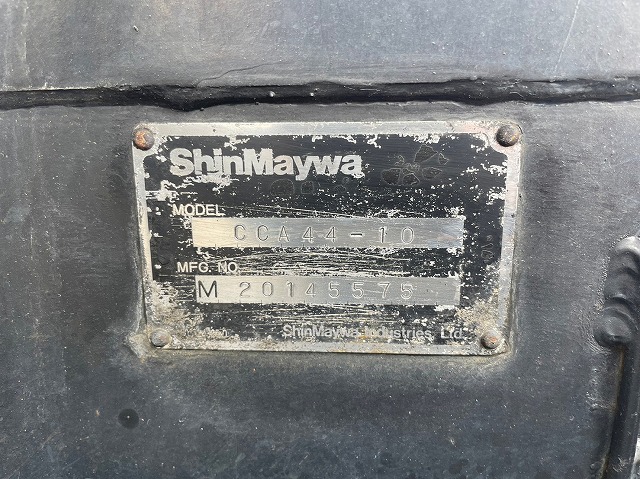 ShinMaywa
MODEL
CCA44-10
MFG. NO.
M 20145575
ShinMaywa Industries, Ltd.